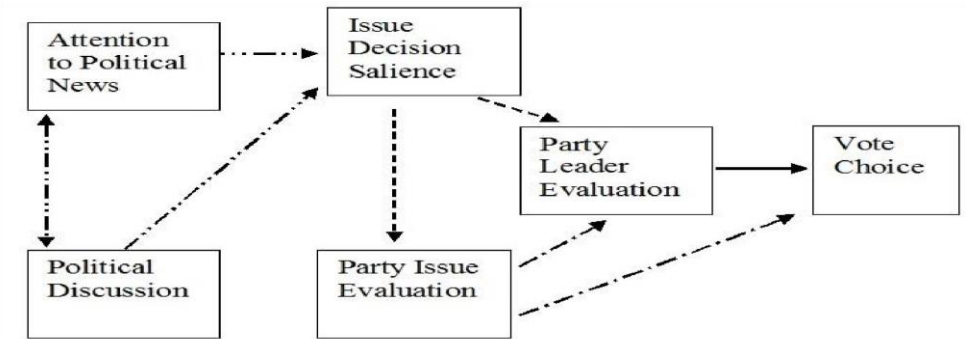 Attention
to Political
News
Issue
Decision
Salience
Party
Leader
Evaluation
Vote
Choice
Political
Discussion
Party Issue
Evaluation